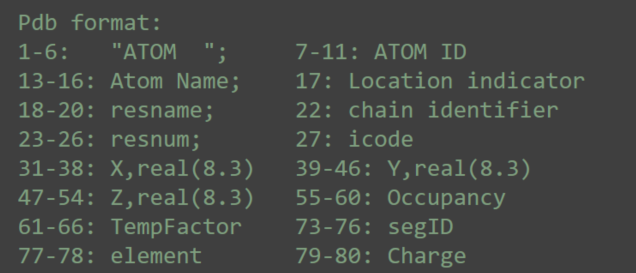 Pdb format:
1-6:   "ATOM  ";     7-11: ATOM ID
13-16: Atom Name;    17: Location indicator
18-20: resname;      22: chain identifier
23-26: resnum;       27: icode
31-38: X,real(8.3)   39-46: Y,real(8.3)
47-54: Z,real(8.3)   55-60: Occupancy
61-66: TempFactor    73-76: segID
77-78: element       79-80: Charge